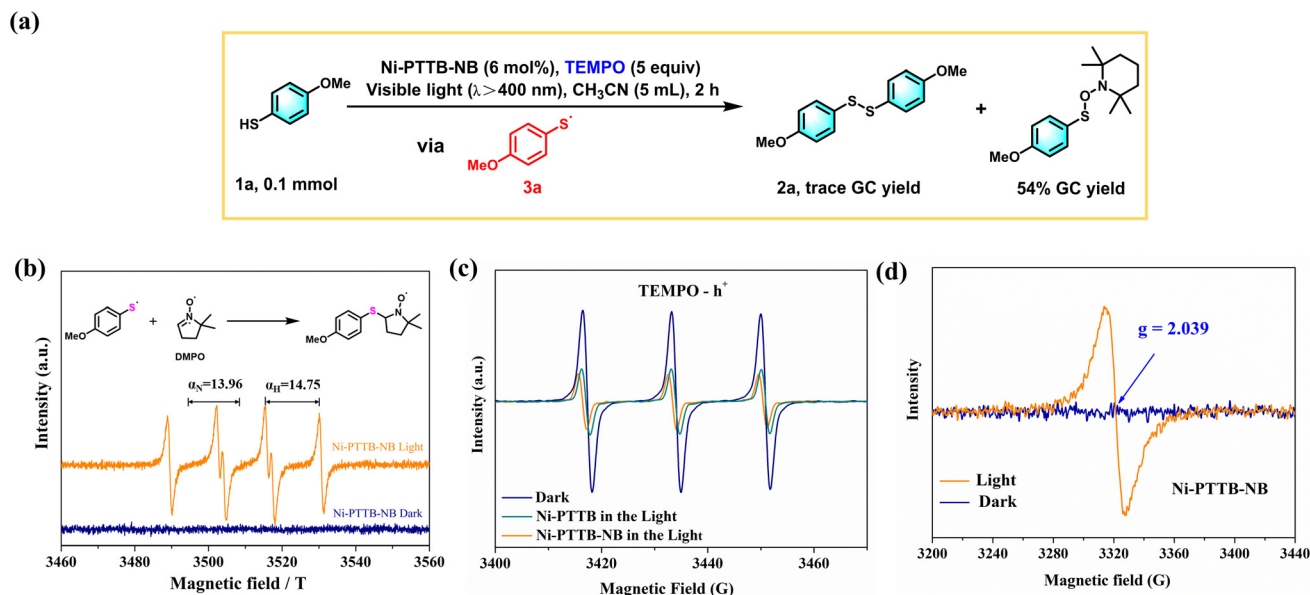 (a)
Ni-PTTB-NB (6 mol%), TEMPO (5 equiv)
Visible light (λ>400 nm), CH₃CN (5 mL), 2 h
HS
OMe
1a, 0.1 mmol
via
S·
MeO
3a
OMe
S
S
MeO
2a, trace GC yield
+
N
O
S
MeO
54% GC yield
(b)
S·
MeO
+
O·
N
DMPO
S
O·
N
MeO
αN=13.96
αH=14.75
Ni-PTTB-NB Light
Ni-PTTB-NB Dark
Intensity (a.u.)
3460 3480 3500 3520 3540 3560
Magnetic field / T
(c)
TEMPO - h⁺
Intensity (a.u.)
Dark
Ni-PTTB in the Light
Ni-PTTB-NB in the Light
3400 3420 3440 3460
Magnetic Field (G)
(d)
g = 2.039
Intensity
Light
Dark
Ni-PTTB-NB
3200 3240 3280 3320 3360 3400 3440
Magnetic field (G)